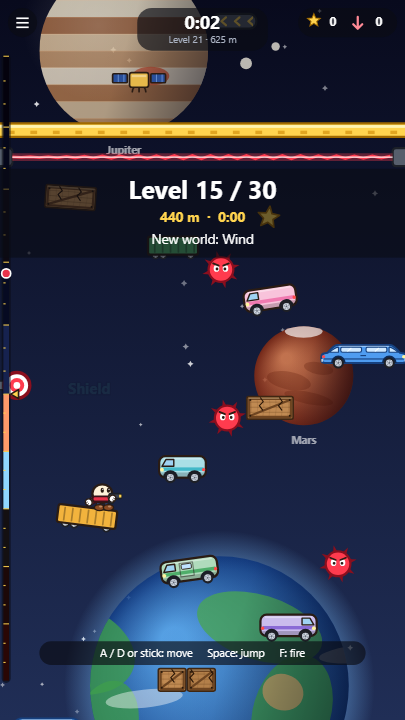 0:02
Level 21 · 625 m
0
0
Jupiter
Level 15 / 30
440 m · 0:00
New world: Wind
Shield
Mars
A / D or stick: move Space: jump F: fire